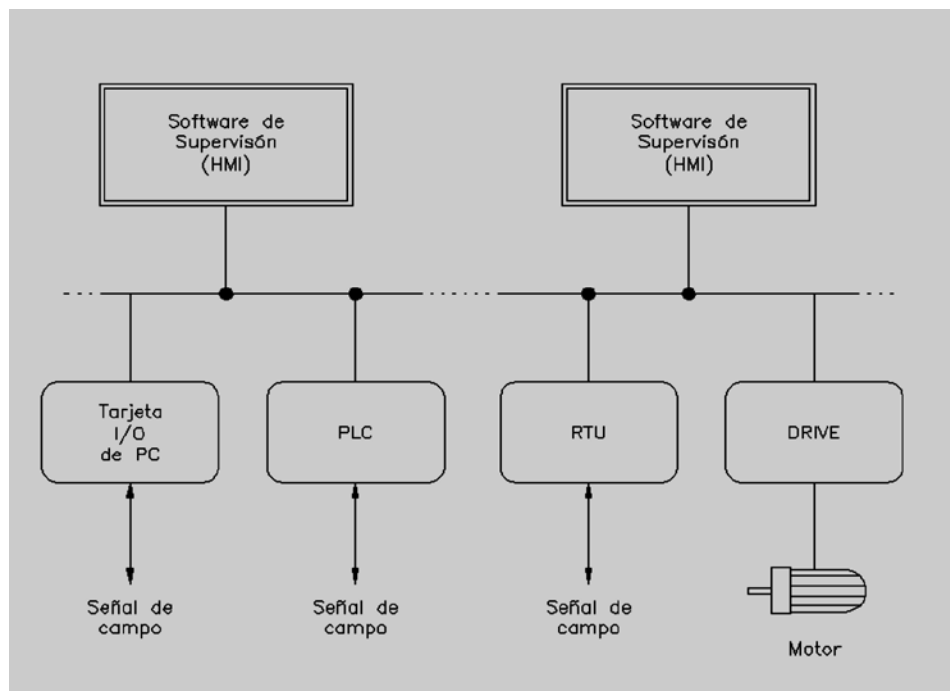 Software de
Supervisón
(HMI)
Software de
Supervisón
(HMI)
Tarjeta
I/O
de PC
PLC
RTU
DRIVE
Señal de
campo
Señal de
campo
Señal de
campo
Motor